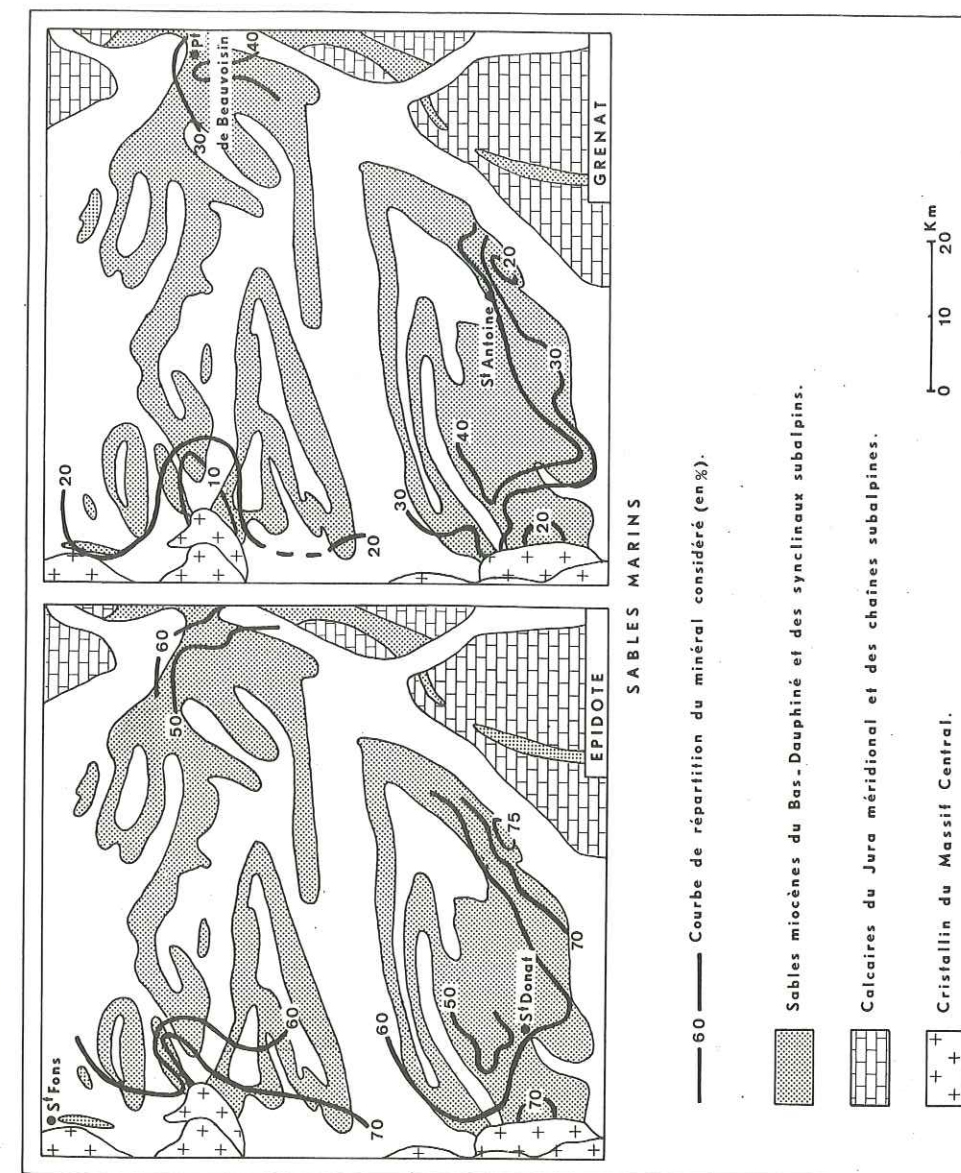 Sᵗ Fons
60
50
60
70
60
50
Sᵗ Donat
75
70
70
EPIDOTE
20
Pᵗ
30
de Beauvoisin
10
40
20
30
40
Sᵗ Antoine
20
20
30
GRENAT
SABLES MARINS
60 Courbe de répartition du minéral considéré (en %).
Sables miocènes du Bas-Dauphiné et des synclinaux subalpins.
Calcaires du Jura méridional et des chaînes subalpines.
Cristallin du Massif Central.
0 10 20 Km